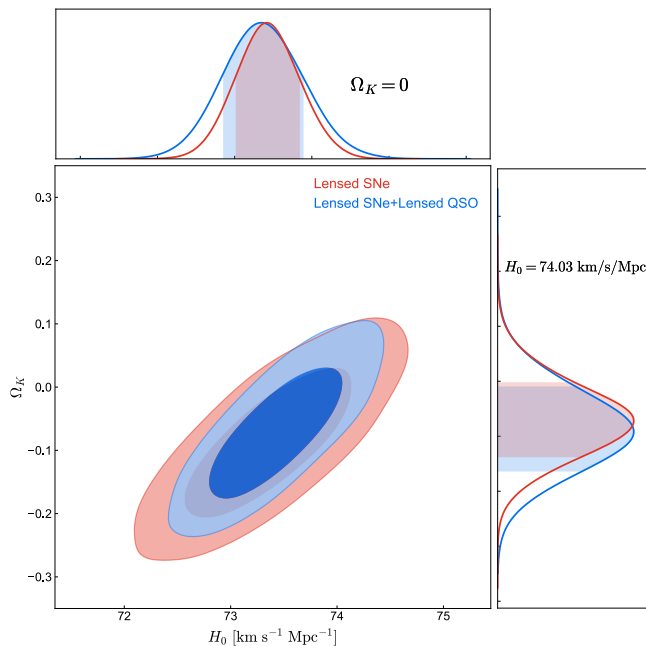 Ω_K = 0
0.3
0.2
0.1
0.0
−0.1
−0.2
−0.3
Ω_K
Lensed SNe
Lensed SNe+Lensed QSO
H_0 = 74.03 km/s/Mpc
72
73
74
75
H_0 [km s^−1 Mpc^−1]